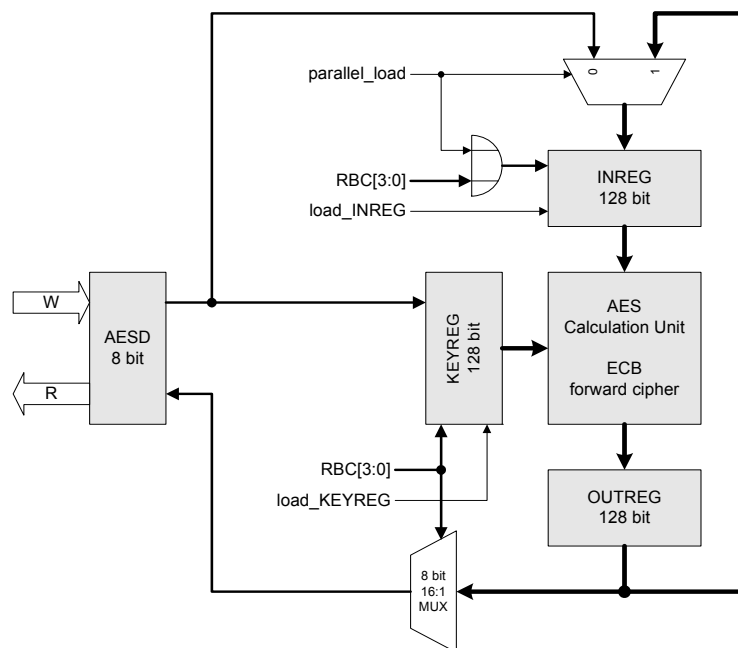 parallel_load
0
1
RBC[3:0]
load_INREG
INREG
128 bit
W
R
AESD
8 bit
KEYREG
128 bit
AES
Calculation Unit
ECB
forward cipher
RBC[3:0]
load_KEYREG
OUTREG
128 bit
8 bit
16:1
MUX